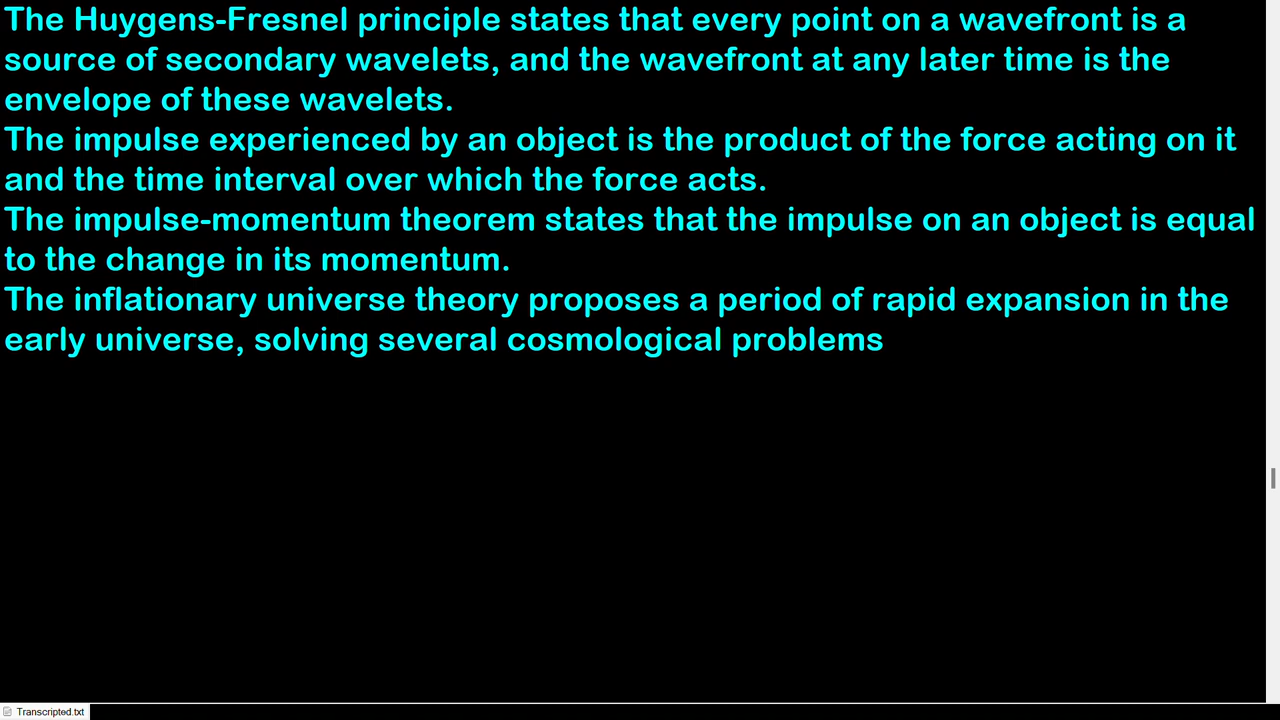 The Huygens-Fresnel principle states that every point on a wavefront is a
source of secondary wavelets, and the wavefront at any later time is the
envelope of these wavelets.
The impulse experienced by an object is the product of the force acting on it
and the time interval over which the force acts.
The impulse-momentum theorem states that the impulse on an object is equal
to the change in its momentum.
The inflationary universe theory proposes a period of rapid expansion in the
early universe, solving several cosmological problems
Transcripted.txt